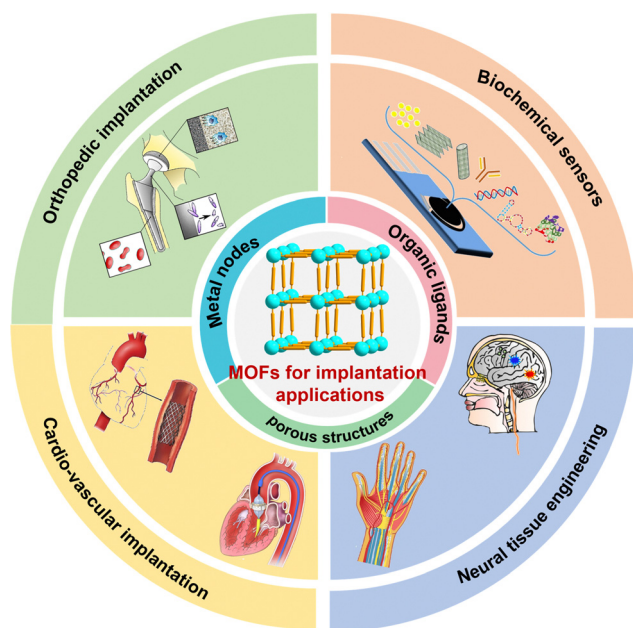 Orthopedic implantation
Biochemical sensors
Metal nodes
Organic ligands
MOFs for implantation
applications
porous structures
Cardio-vascular implantation
Neural tissue engineering